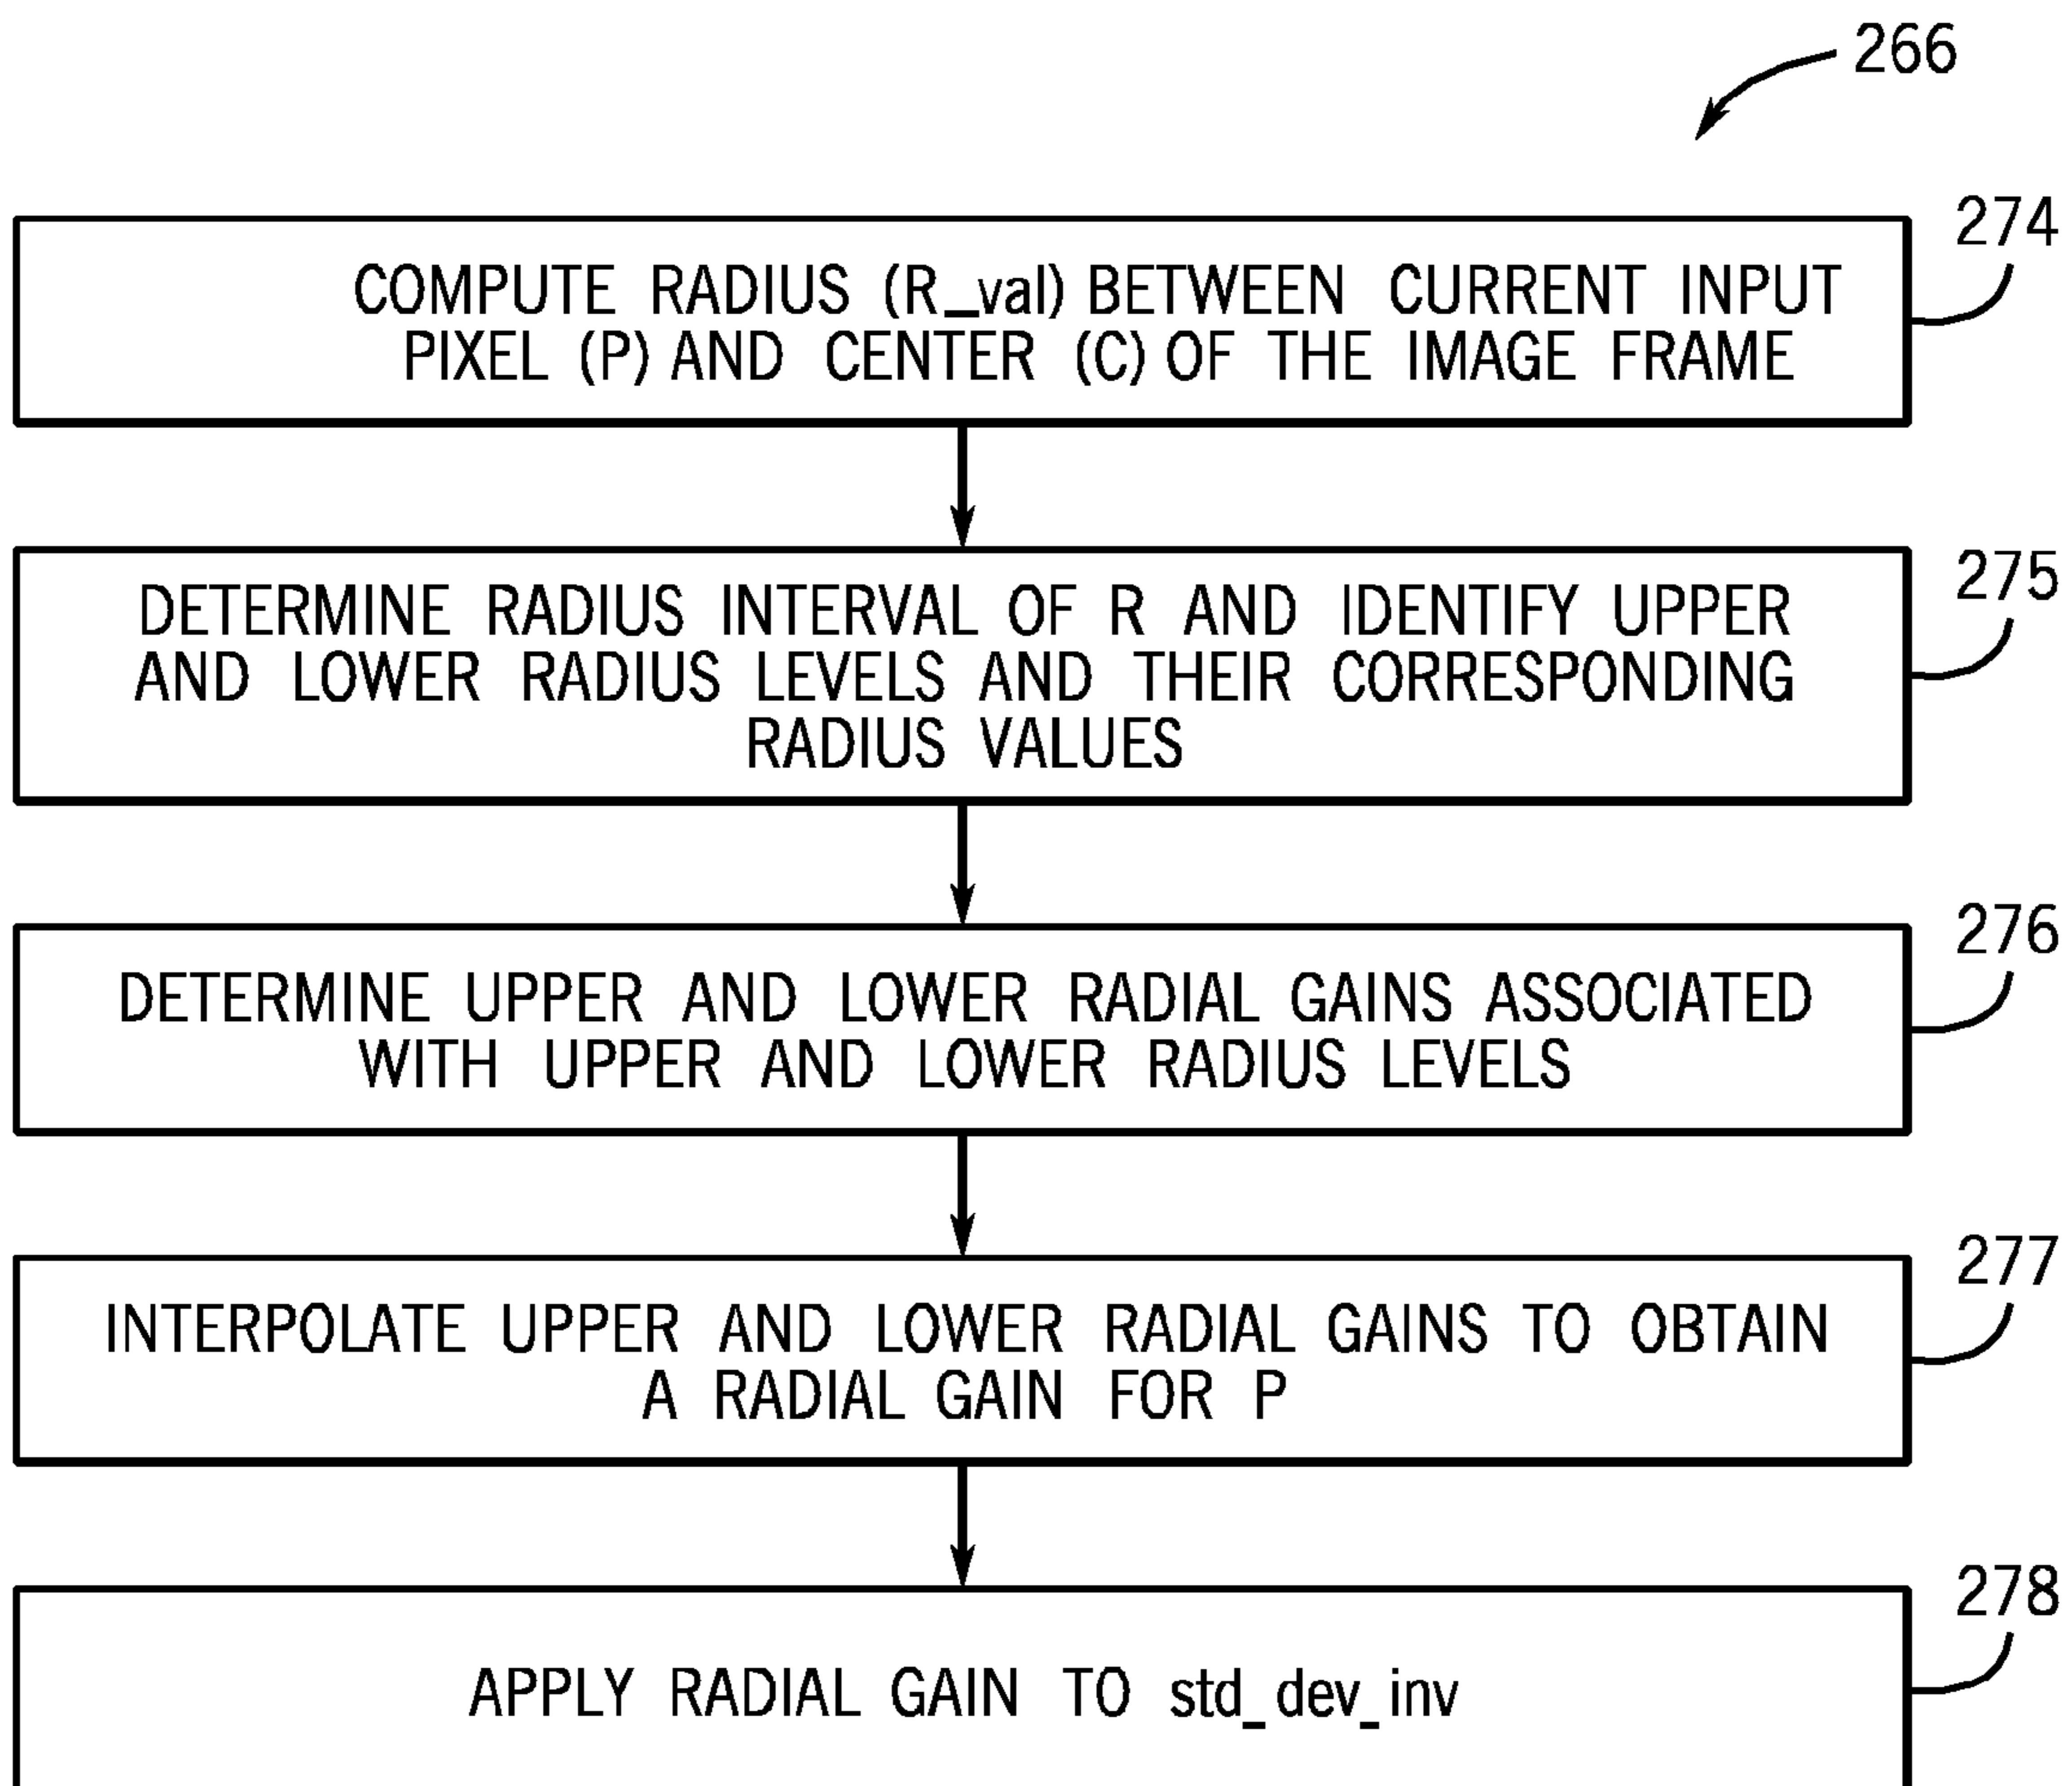 266
274
COMPUTE RADIUS (R_val) BETWEEN CURRENT INPUT
PIXEL (P) AND CENTER (C) OF THE IMAGE FRAME
275
DETERMINE RADIUS INTERVAL OF R AND IDENTIFY UPPER
AND LOWER RADIUS LEVELS AND THEIR CORRESPONDING
RADIUS VALUES
276
DETERMINE UPPER AND LOWER RADIAL GAINS ASSOCIATED
WITH UPPER AND LOWER RADIUS LEVELS
277
INTERPOLATE UPPER AND LOWER RADIAL GAINS TO OBTAIN
A RADIAL GAIN FOR P
278
APPLY RADIAL GAIN TO std_dev_inv